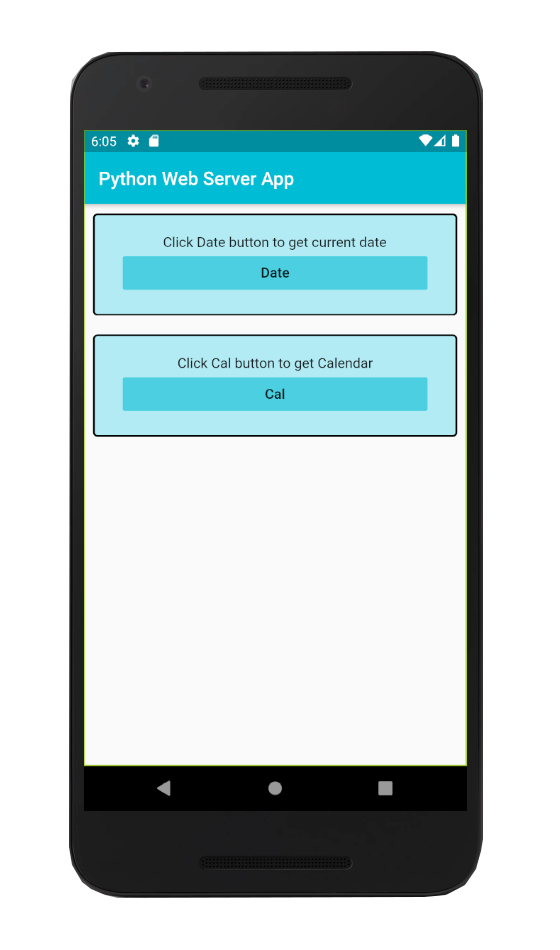 6:05
Python Web Server App
Click Date button to get current date
Date
Click Cal button to get Calendar
Cal